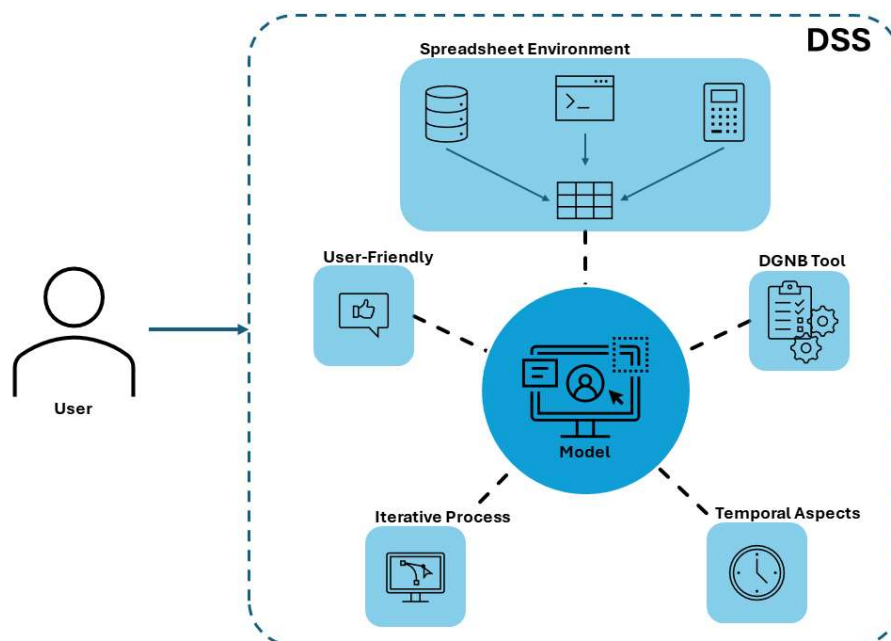 DSS
Spreadsheet Environment
>_
User-Friendly
DGNB Tool
User
Model
Iterative Process
Temporal Aspects